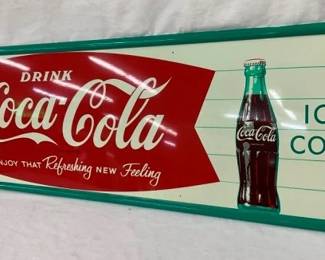 DRINK
Coca-Cola
ENJOY THAT Refreshing NEW Feeling
Coca-Cola
IC
CO